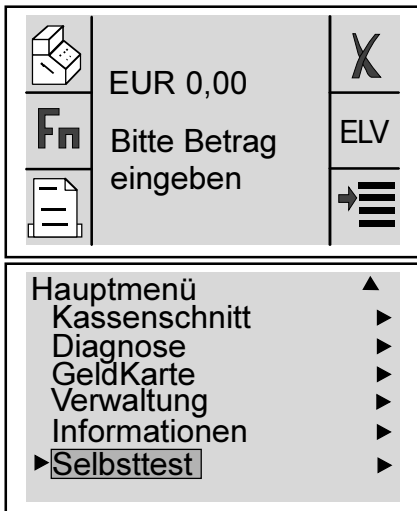 EUR 0,00
Fn
ELV
Bitte Betrag
eingeben
Hauptmenü
Kassenschnitt
Diagnose
GeldKarte
Verwaltung
Informationen
Selbsttest